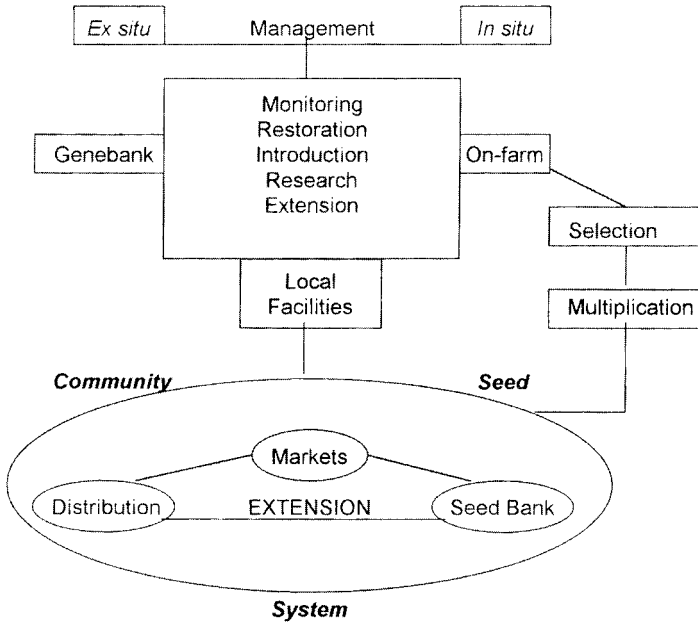 Ex situ Management In situ
Monitoring
Restoration
Genebank Introduction On-farm
Research
Extension
Selection
Local
Facilities
Multiplication
Community Seed
Markets
Distribution EXTENSION Seed Bank
System